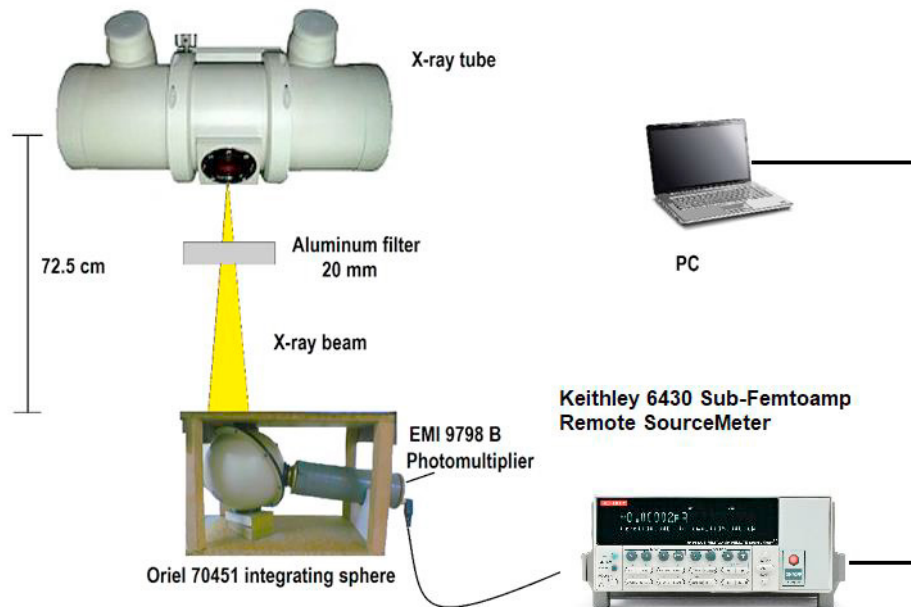 X-ray tube
Aluminum filter
20 mm
72.5 cm
PC
X-ray beam
Keithley 6430 Sub-Femtoamp
Remote SourceMeter
EMI 9798 B
Photomultiplier
Oriel 70451 integrating sphere